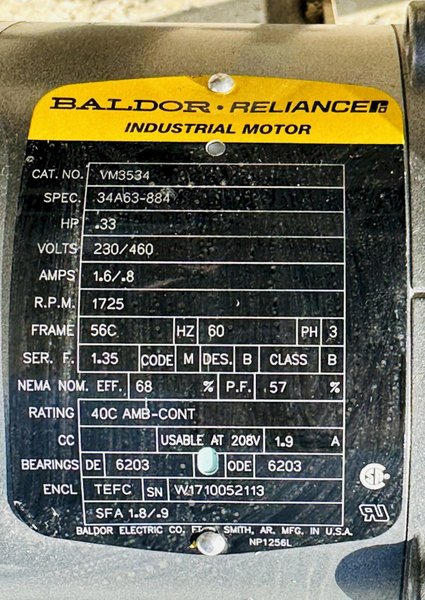 BALDOR · RELIANCE
INDUSTRIAL MOTOR
CAT. NO. VM3534
SPEC. 34A63-884
HP .33
VOLTS 230/460
AMPS 1.6/.8
R.P.M. 1725
FRAME 56C HZ 60 PH 3
SER. F. 1.35 CODE M DES. B CLASS B
NEMA NOM. EFF. 68 % P.F. .57 %
RATING 40C AMB-CONT
CC USABLE AT 208V 1.9 A
BEARINGS DE 6203 ODE 6203
ENCL TEFC SN W1710052113
SFA 1.8/.9
BALDOR ELECTRIC CO. FT. SMITH, AR. MFG. IN U.S.A.
NP1256L